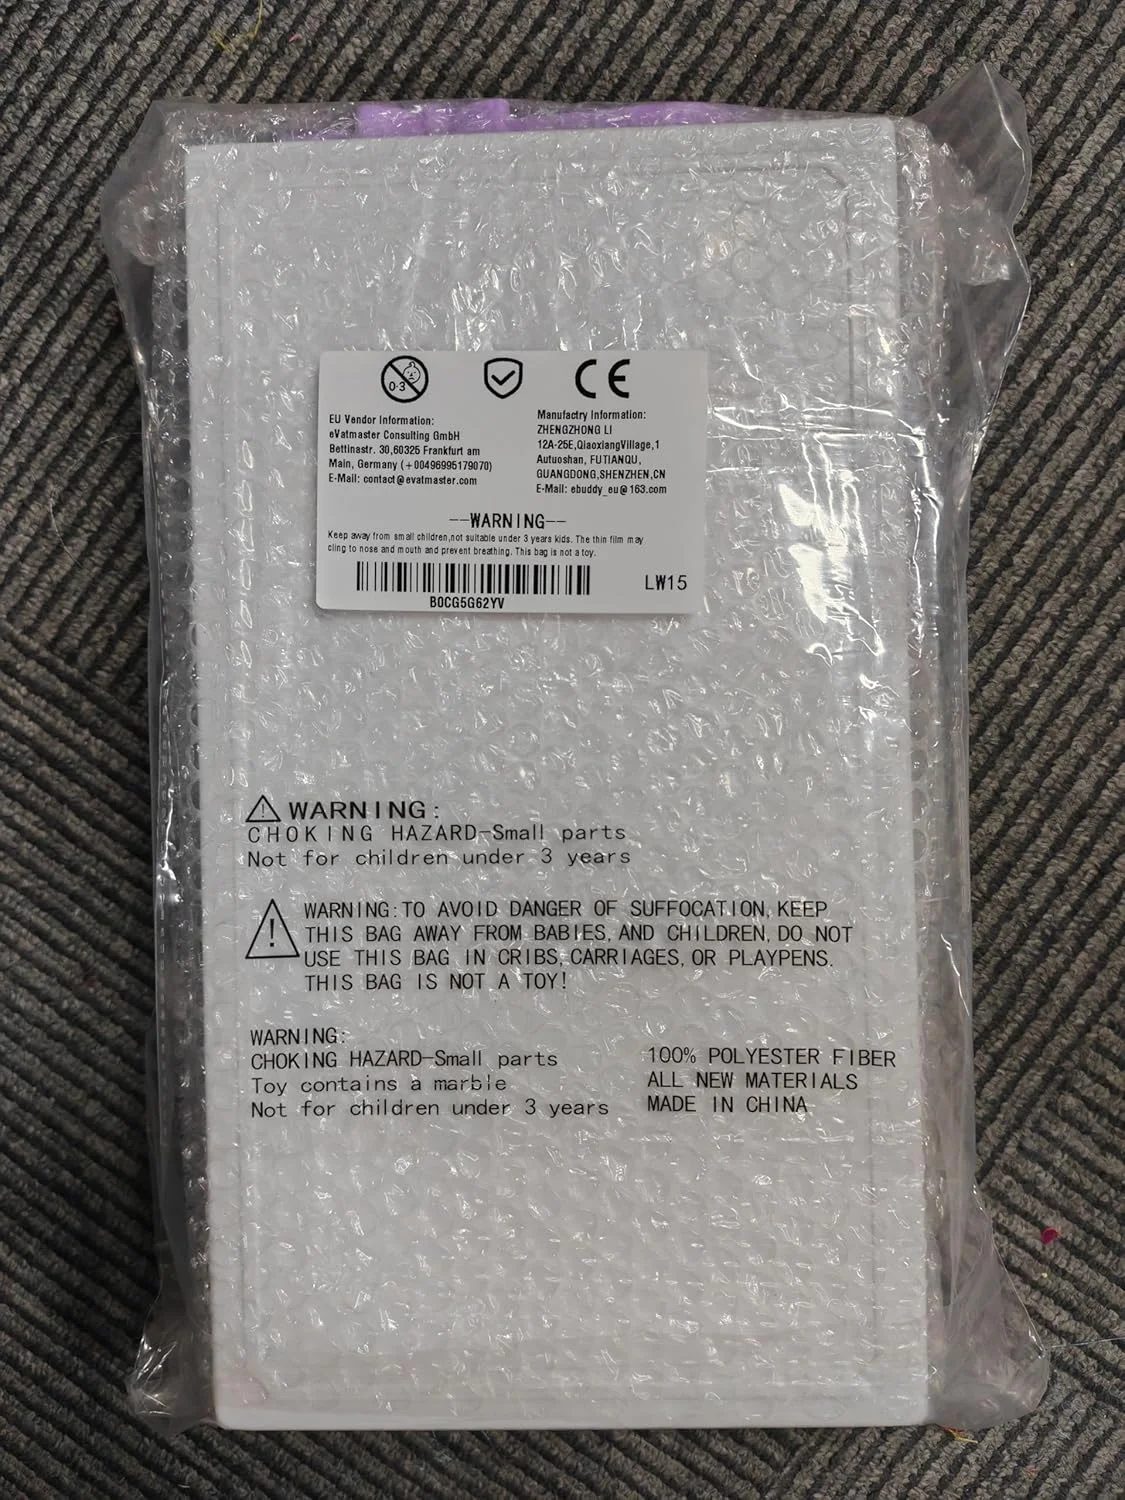 0-3
CE
EU Vendor Information:
eVatmaster Consulting GmbH
Bettinastr. 30,60325 Frankfurt am
Main, Germany (+00496995179070)
E-Mail: contact@evatmaster.com
Manufactry Information:
ZHENGZHONG LI
12A-25E,QiaoxiangVillage,1
Autuoshan, FUTIANQU,
GUANGDONG,SHENZHEN,CN
E-Mail: ebuddy_eu@163.com
--WARNING--
Keep away from small children,not suitable under 3 years kids. The thin film may
cling to nose and mouth and prevent breathing. This bag is not a toy.
B0CG5G62YV
LW15
WARNING:
CHOKING HAZARD-Small parts
Not for children under 3 years
WARNING:TO AVOID DANGER OF SUFFOCATION,KEEP
THIS BAG AWAY FROM BABIES,AND CHILDREN,DO NOT
USE THIS BAG IN CRIBS,CARRIAGES,OR PLAYPENS.
THIS BAG IS NOT A TOY!
WARNING:
CHOKING HAZARD-Small parts
Toy contains a marble
Not for children under 3 years
100% POLYESTER FIBER
ALL NEW MATERIALS
MADE IN CHINA